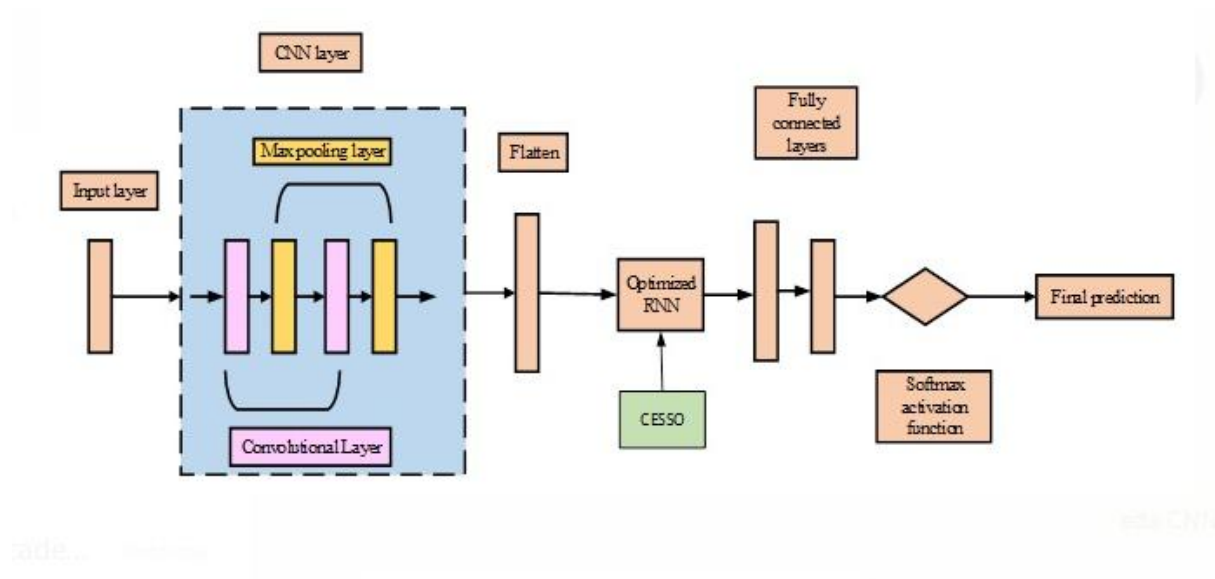 CNN layer
Fully
connected
layers
Max pooling layer
Flatten
Input layer
Optimized
RNN
Final prediction
CESSO
Softmax
activation
function
Convolutional Layer